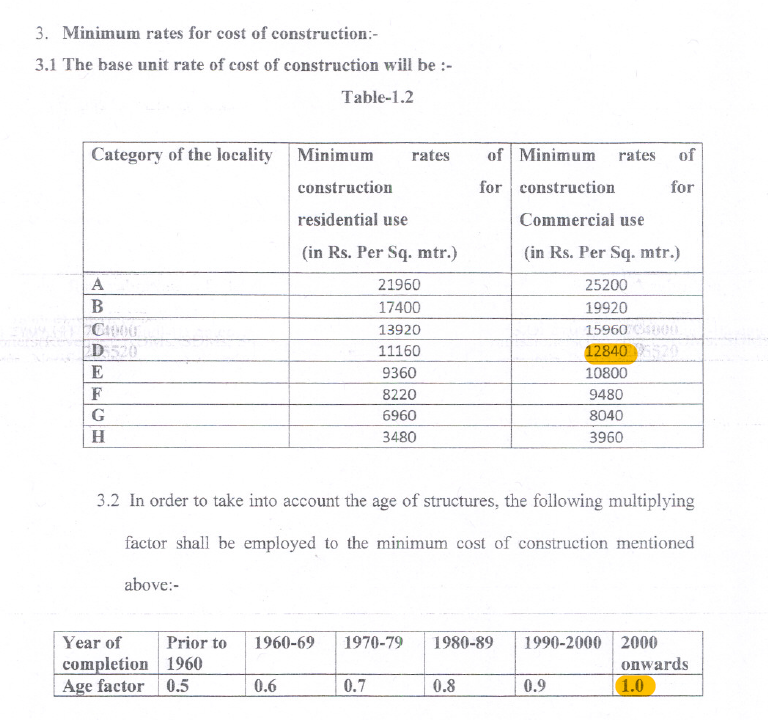 3. Minimum rates for cost of construction:-
3.1 The base unit rate of cost of construction will be :-
Table-1.2
Category of the locality Minimum rates of Minimum rates of
construction for construction for
residential use Commercial use
(in Rs. Per Sq. mtr.) (in Rs. Per Sq. mtr.)
A 21960 25200
B 17400 19920
C 13920 15960
D 11160 12840
E 9360 10800
F 8220 9480
G 6960 8040
H 3480 3960
3.2 In order to take into account the age of structures, the following multiplying
factor shall be employed to the minimum cost of construction mentioned
above:-
Year of Prior to 1960-69 1970-79 1980-89 1990-2000 2000
completion 1960 onwards
Age factor 0.5 0.6 0.7 0.8 0.9 1.0